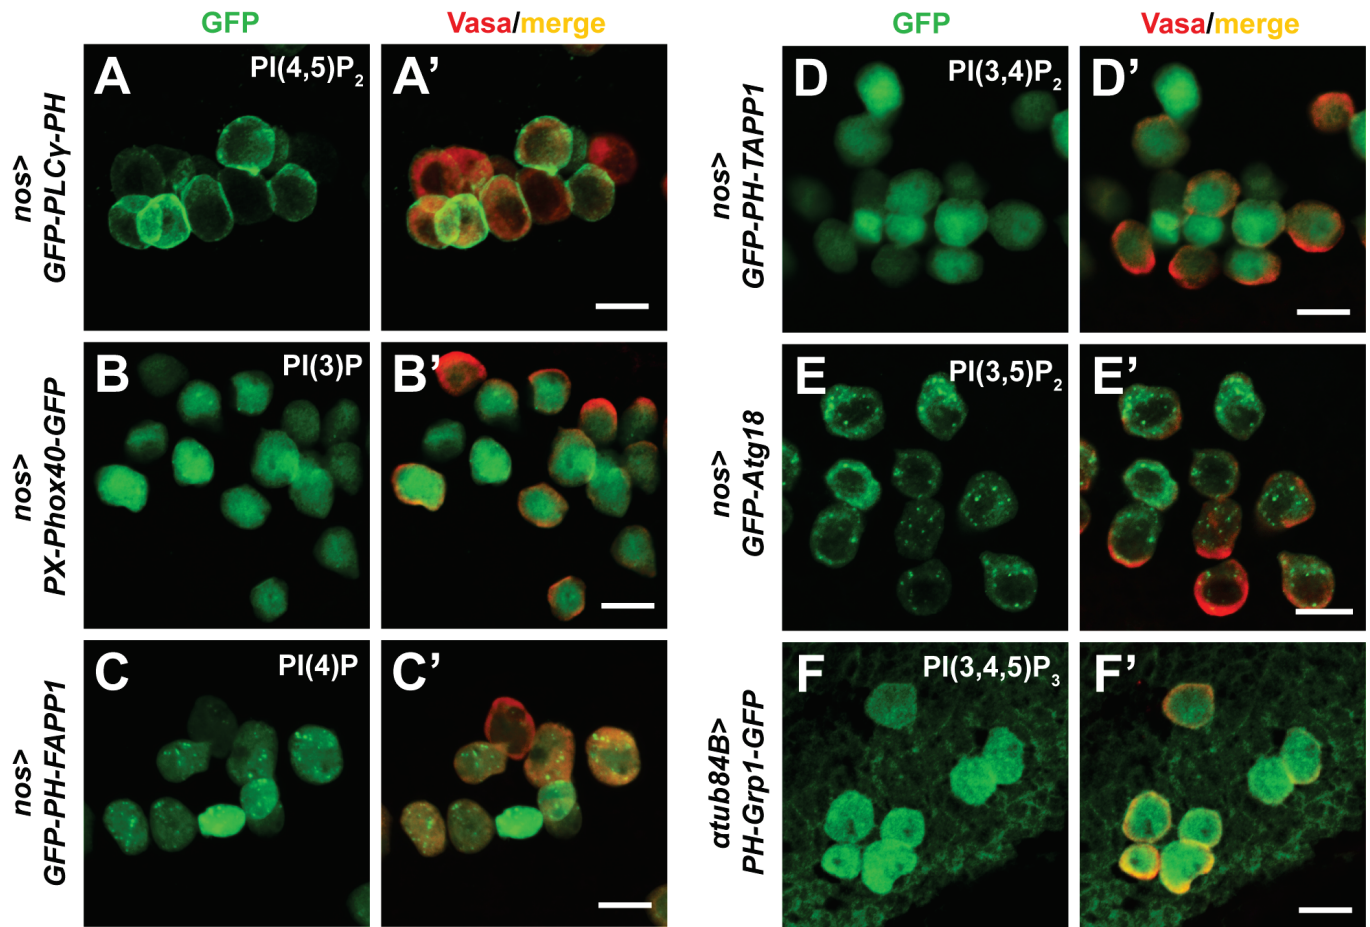 GFP
Vasa/merge
GFP
Vasa/merge
nos>
GFP-PLCγ-PH
A
PI(4,5)P₂
A’
nos>
GFP-PH-TAPP1
D
PI(3,4)P₂
D’
nos>
PX-Phox40-GFP
B
PI(3)P
B’
nos>
GFP-Atg18
E
PI(3,5)P₂
E’
nos>
GFP-PH-FAPP1
C
PI(4)P
C’
αtub84B>
PH-Grp1-GFP
F
PI(3,4,5)P₃
F’